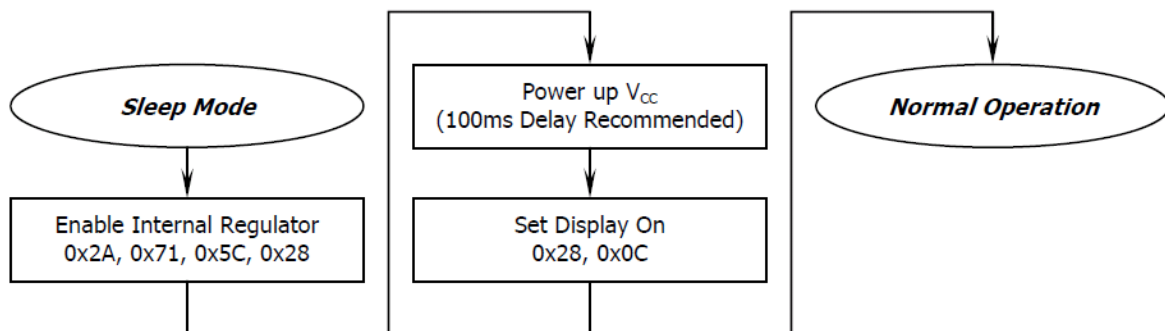 Sleep Mode
Enable Internal Regulator
0x2A, 0x71, 0x5C, 0x28
Power up VCC
(100ms Delay Recommended)
Set Display On
0x28, 0x0C
Normal Operation